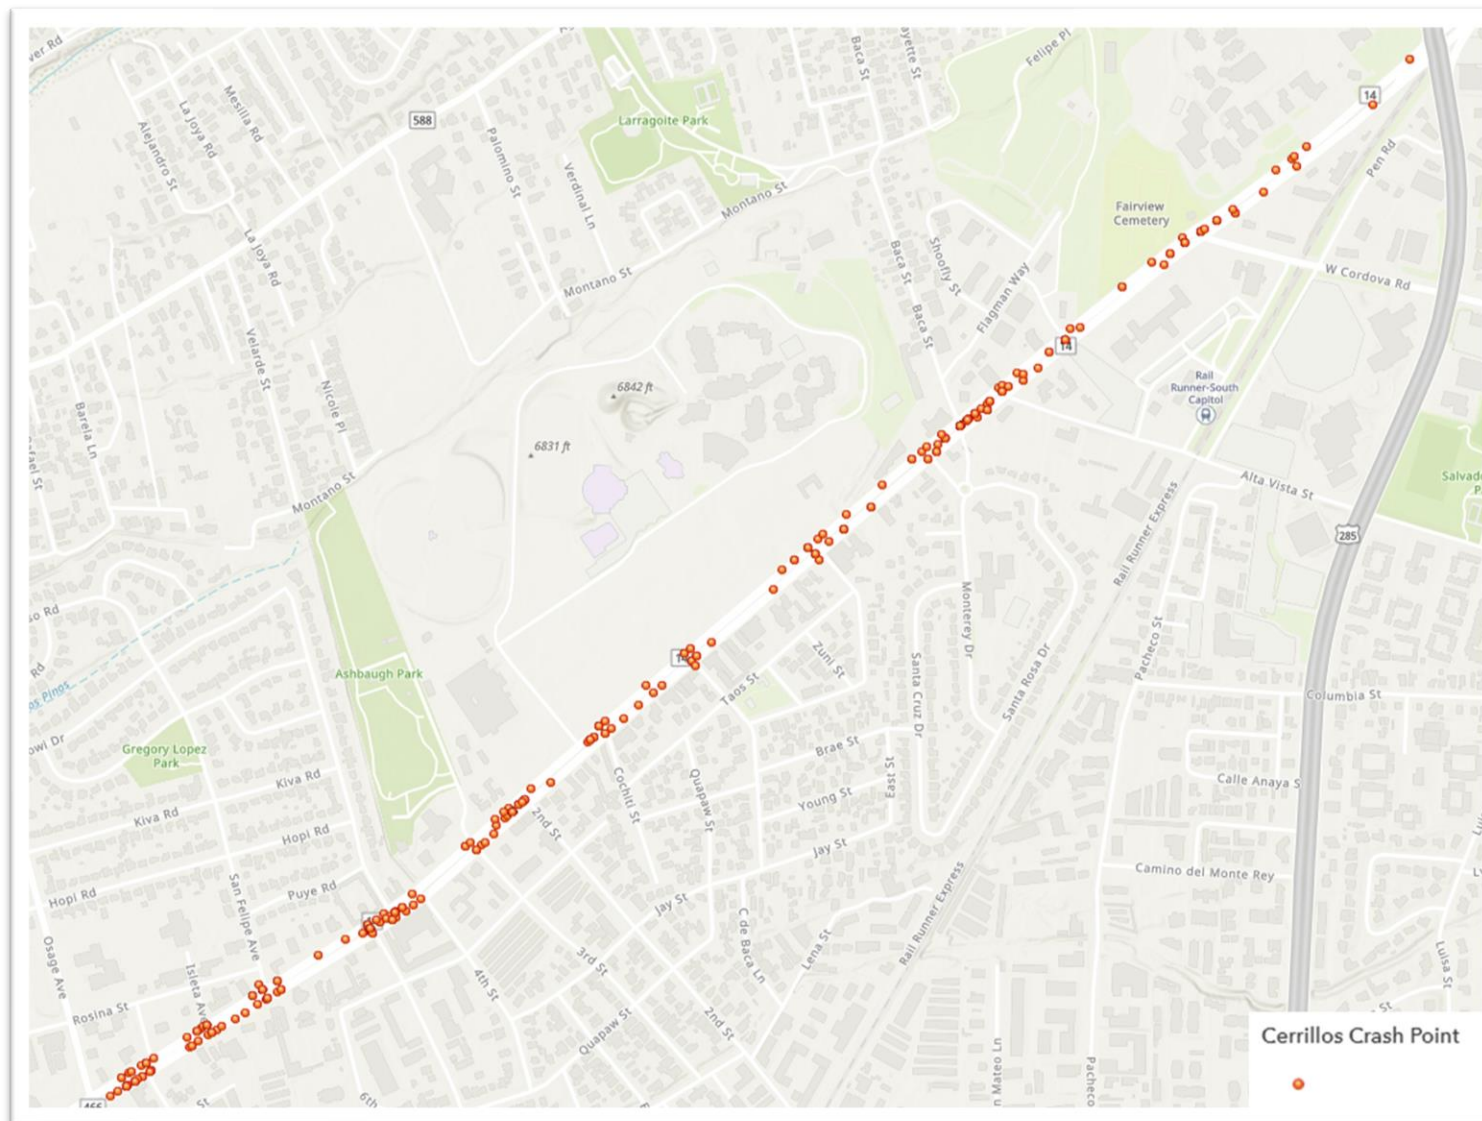 588
Larragoite Park
Baca St
Felipe Pl
14
Mesilla Rd
La Joya Rd
Alejandro St
Palomino St
Verdinal Ln
Montano St
Pen Rd
Fairview
Cemetery
La Joya Rd
Montano St
Baca St
Shoofly St
Flagman Way
W Cordova Rd
Baca St
14
Velarde St
Nicole Pl
6842 ft
Rail
Runner-South
Capitol
Barela Ln
6831 ft
Montano St
Alta Vista St
285
Rail Runner Express
Monterey Dr
Pacheco St
Ashbaugh Park
Zuni St
Santa Cruz Dr
Santa Rosa Dr
Taos St
Columbia St
Gregory Lopez
Park
Kiva Rd
Brae St
East St
Calle Anaya S
Cochiti St
Quapaw St
Young St
Kiva Rd
2nd St
Hopi Rd
Jay St
Camino del Monte Rey
Hopi Rd
Puye Rd
San Felipe Ave
Jay St
Rail Runner Express
C de Baca Ln
Lena St
Osage Ave
Isleta Ave
3rd St
4th St
Luisa St
Rosina St
Quapaw St
2nd St
n Mateo Ln
Pacheco
6th
St
Cerrillos Crash Point